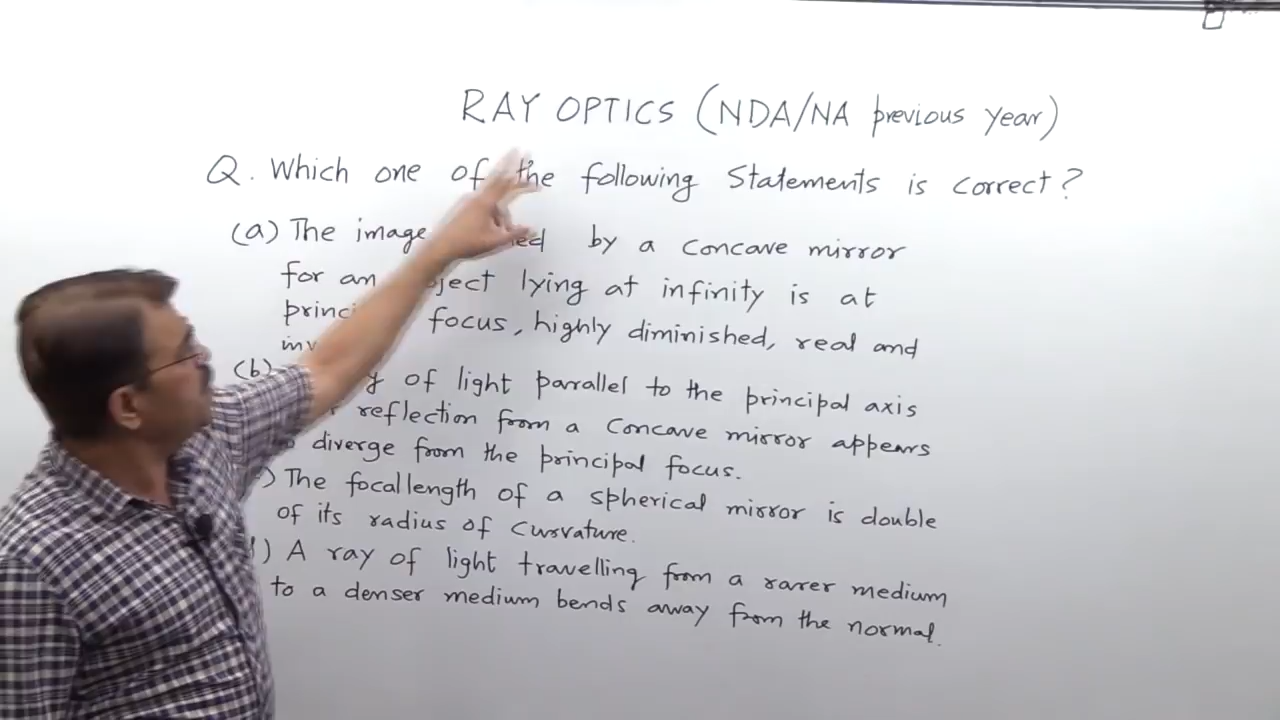 RAY OPTICS (NDA/NA previous year)
Q. Which one of the following Statements is correct?
(a) The image by a concave mirror
for an object lying at infinity is at
focus, highly diminished, real and
(b) of light parallel to the principal axis
reflection from a concave mirror appears
diverge from the principal focus.
) The focal length of a spherical mirror is double
of its radius of curvature.
) A ray of light travelling from a rarer medium
to a denser medium bends away from the normal.